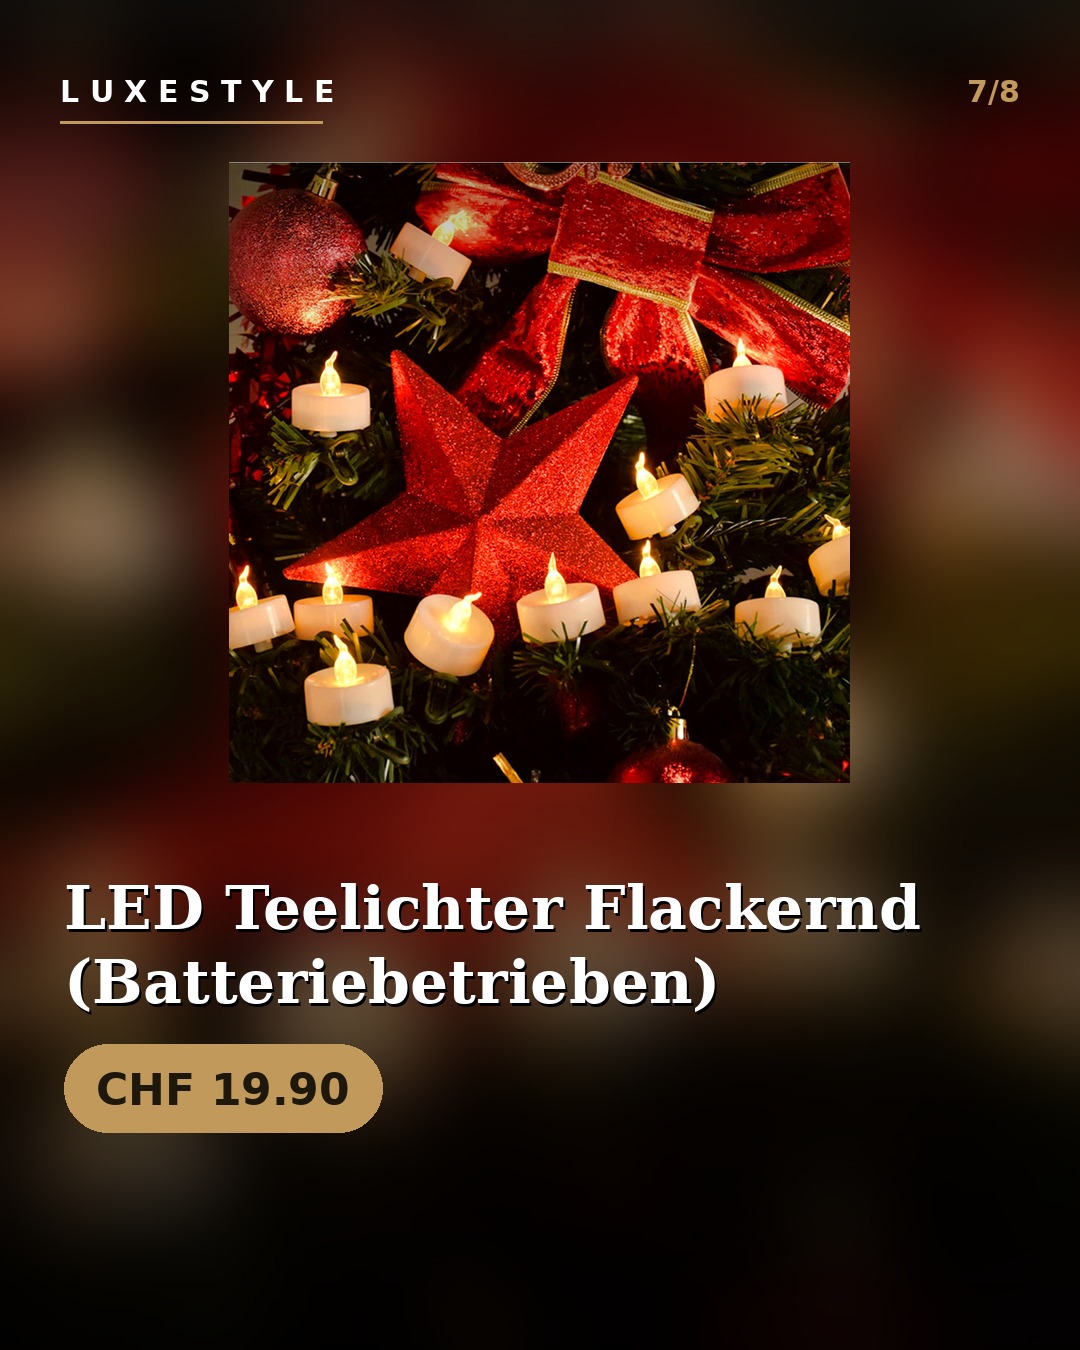 LUXESTYLE
7/8
LED Teelichter Flackernd
(Batteriebetrieben)
CHF 19.90